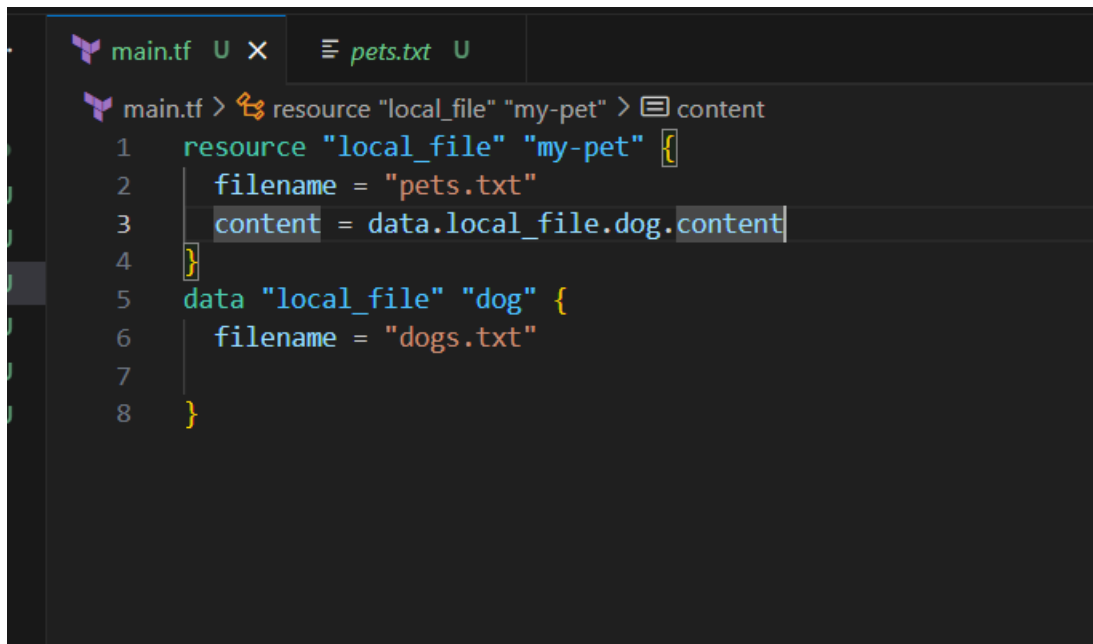 main.tf U X pets.txt U
main.tf > resource "local_file" "my-pet" > content
1 resource "local_file" "my-pet" {
2 filename = "pets.txt"
3 content = data.local_file.dog.content
4 }
5 data "local_file" "dog" {
6 filename = "dogs.txt"
7
8 }